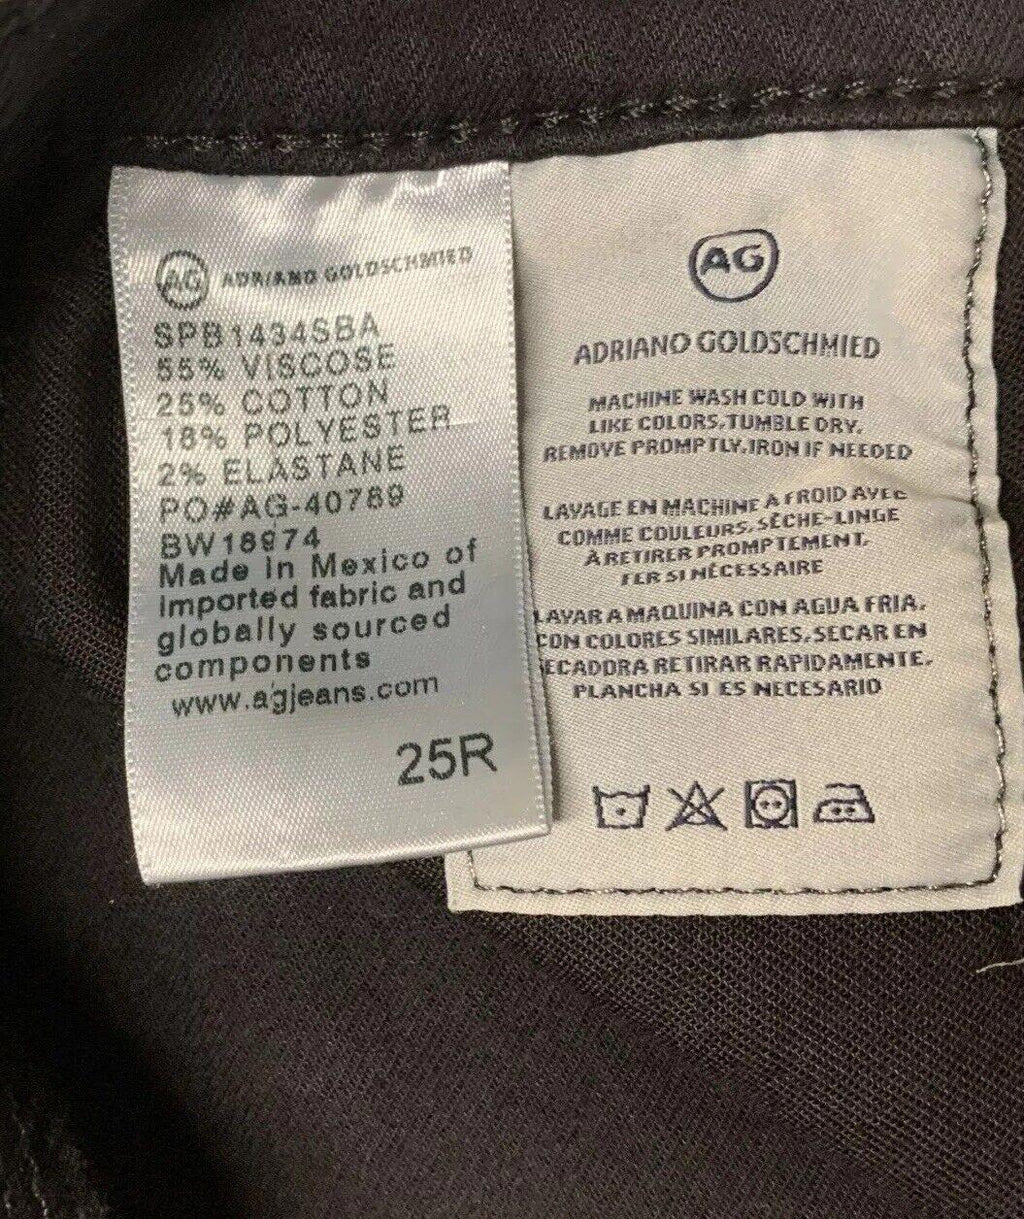 AG ADRIANO GOLDSCHMIED
SPB1434SBA
55% VISCOSE
25% COTTON
18% POLYESTER
2% ELASTANE
PO#AG-40789
BW18974
Made in Mexico of
Imported fabric and
globally sourced
components
www.agjeans.com
25R
AG
ADRIANO GOLDSCHMIED
MACHINE WASH COLD WITH
LIKE COLORS.TUMBLE DRY.
REMOVE PROMPTLY.IRON IF NEEDED
LAVAGE EN MACHINE À FROID AVEC
COMME COULEURS.SÈCHE-LINGE
À RETIRER PROMPTEMENT.
FER SI NÉCESSAIRE
LAVAR A MAQUINA CON AGUA FRIA.
CON COLORES SIMILARES.SECAR EN
ECADORA RETIRAR RAPIDAMENTE.
PLANCHA SI ES NECESARIO